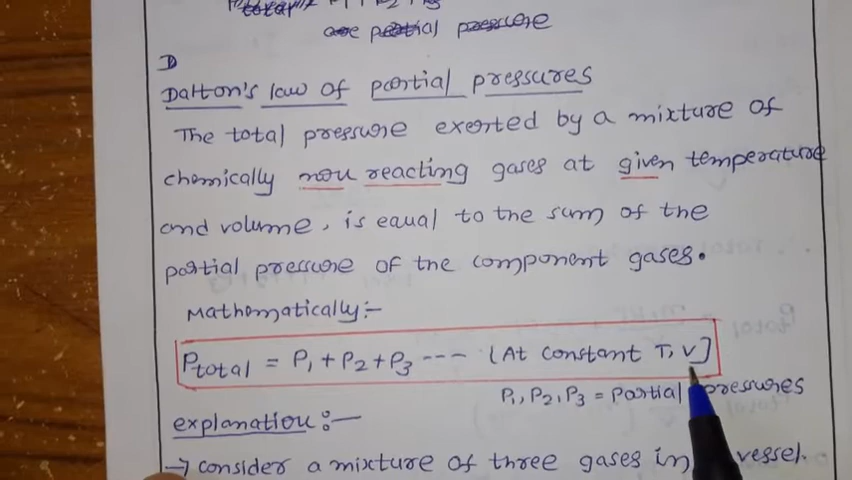 are partial pressure
D
Dalton's law of partial pressures
The total pressure exerted by a mixture of
chemically non reacting gases at given temperature
and volume, is equal to the sum of the
partial pressure of the component gases.
Mathematically:-
Ptotal = P1 + P2 + P3 ---- [At constant T, V]
P1, P2, P3 = Partial pressures
explanation:-
→ consider a mixture of three gases in vessel.